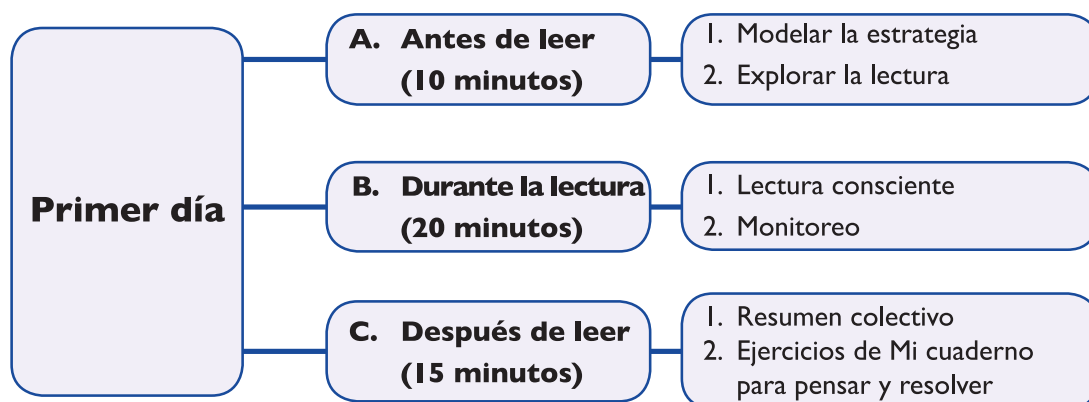 Primer día
A. Antes de leer
(10 minutos)
1. Modelar la estrategia
2. Explorar la lectura
B. Durante la lectura
(20 minutos)
1. Lectura consciente
2. Monitoreo
C. Después de leer
(15 minutos)
1. Resumen colectivo
2. Ejercicios de Mi cuaderno
para pensar y resolver